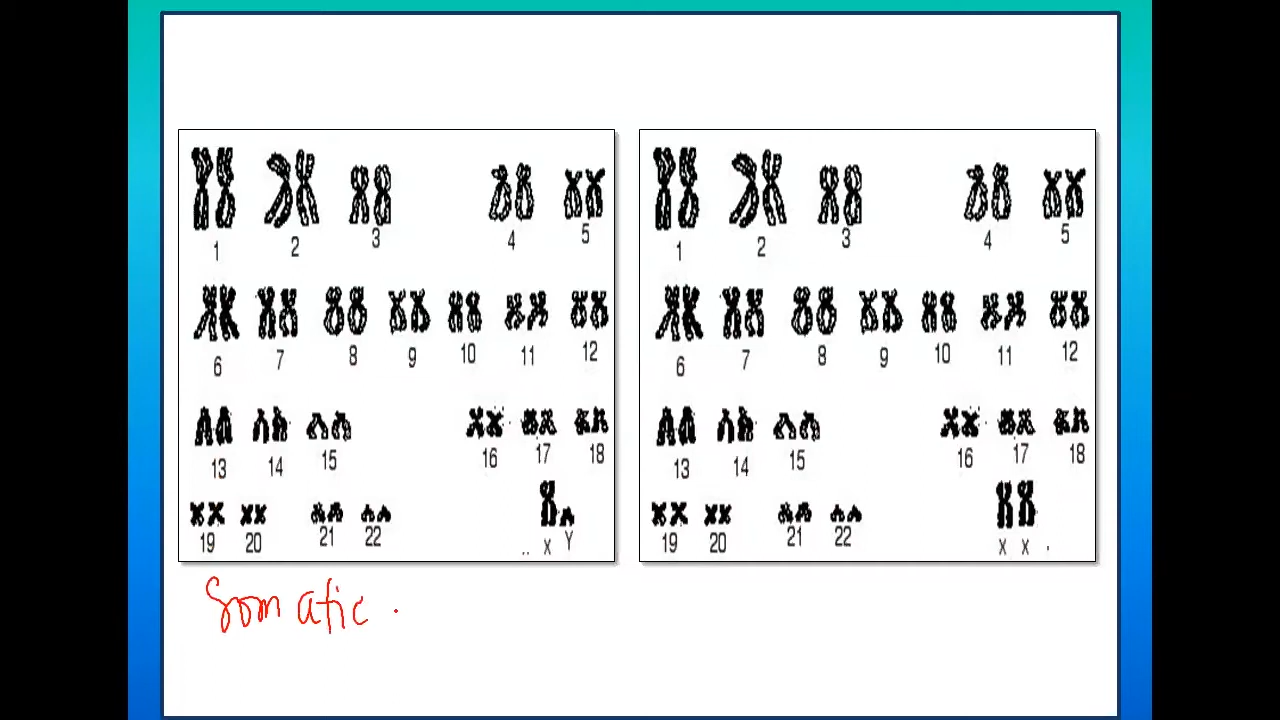 1 2 3 4 5
6 7 8 9 10 11 12
13 14 15 16 17 18
19 20 21 22 X Y
1 2 3 4 5
6 7 8 9 10 11 12
13 14 15 16 17 18
19 20 21 22 X X
Somatic